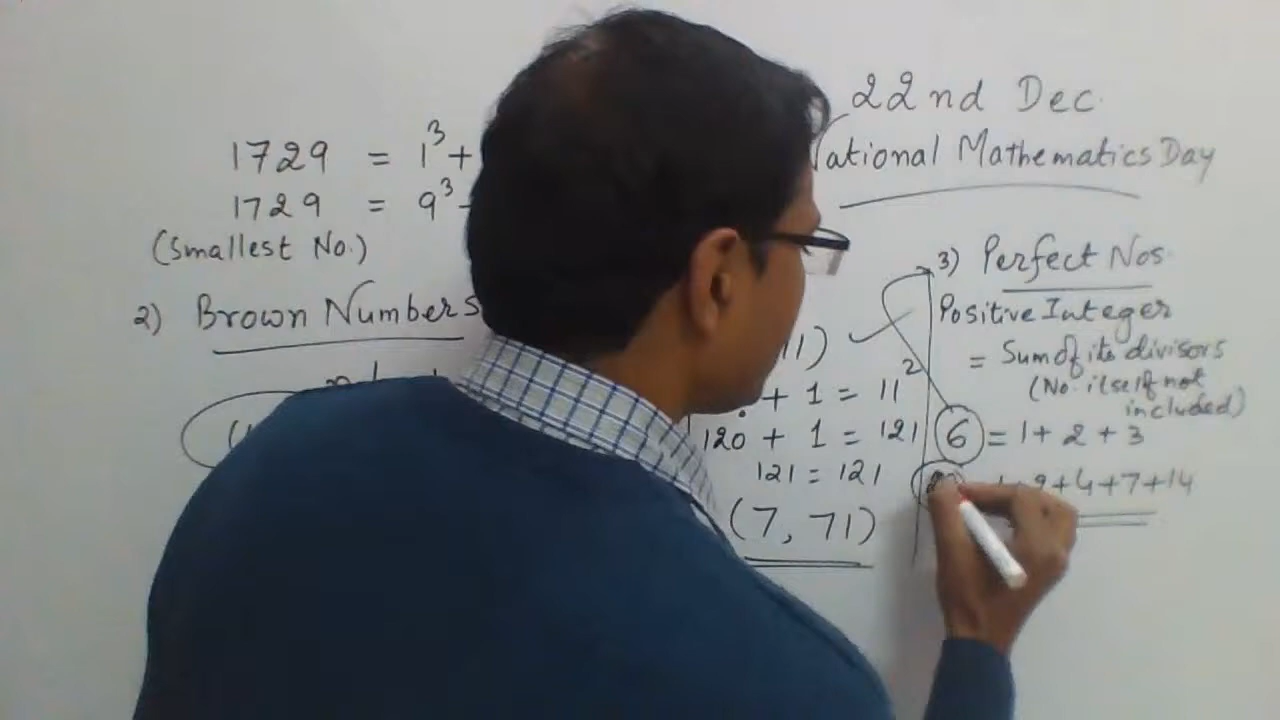 22nd Dec.
National Mathematics Day
1729 = 1³+
1729 = 9³
(Smallest No.)
2) Brown Numbers
11)
+ 1 = 11²
120 + 1 = 121
121 = 121
(7, 71)
3) Perfect Nos.
Positive Integer
= Sum of its divisors
(No. itself not
included)
6 = 1 + 2 + 3
2+4+7+14